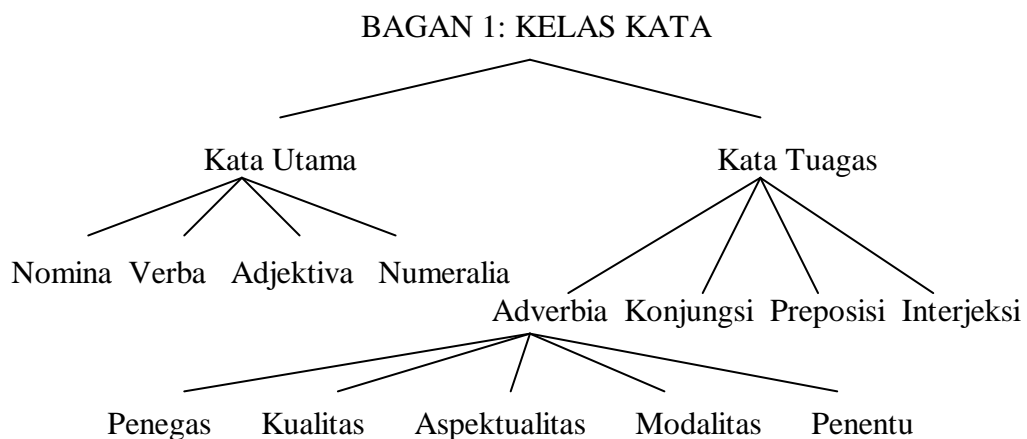 BAGAN 1: KELAS KATA
Kata Utama Kata Tuagas
Nomina Verba Adjektiva Numeralia
Adverbia Konjungsi Preposisi Interjeksi
Penegas Kualitas Aspektualitas Modalitas Penentu